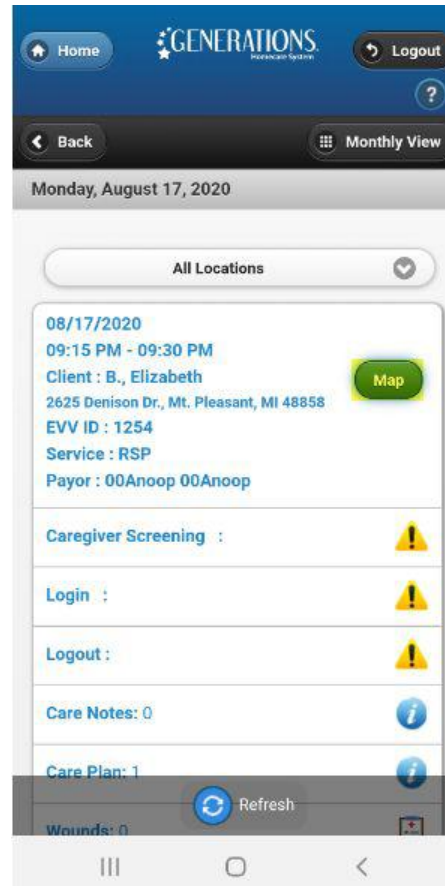 Home
GENERATIONS
Homecare System
Logout
?
Back
Monthly View
Monday, August 17, 2020
All Locations
08/17/2020
09:15 PM - 09:30 PM
Client : B., Elizabeth
Map
2625 Denison Dr., Mt. Pleasant, MI 48858
EVV ID : 1254
Service : RSP
Payor : 00Anoop 00Anoop
Caregiver Screening :
Login :
Logout :
Care Notes: 0
Care Plan: 1
Refresh
Wounds: 0